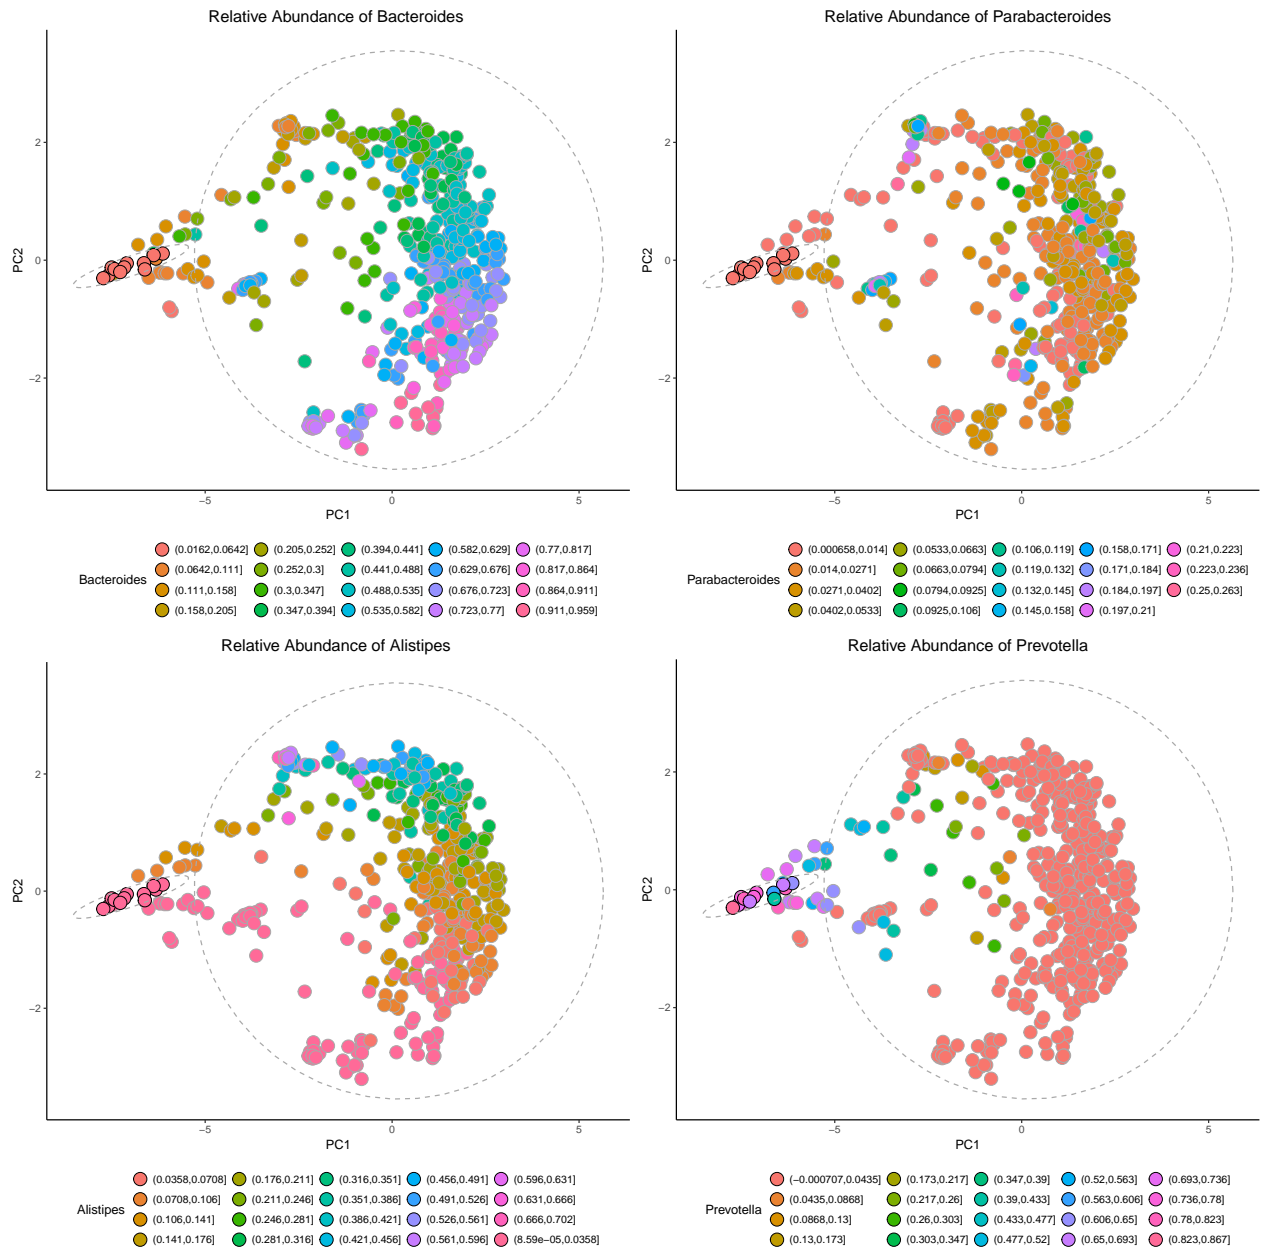 Relative Abundance of Bacteroides
PC2
2
0
−2
−5
0
5
PC1
Bacteroides
(0.0162,0.0642] (0.205,0.252] (0.394,0.441] (0.582,0.629] (0.77,0.817]
(0.0642,0.111] (0.252,0.3] (0.441,0.488] (0.629,0.676] (0.817,0.864]
(0.111,0.158] (0.3,0.347] (0.488,0.535] (0.676,0.723] (0.864,0.911]
(0.158,0.205] (0.347,0.394] (0.535,0.582] (0.723,0.77] (0.911,0.959]
Relative Abundance of Parabacteroides
PC2
2
0
−2
−5
0
5
PC1
Parabacteroides
(0.000658,0.014] (0.0533,0.0663] (0.106,0.119] (0.158,0.171] (0.21,0.223]
(0.014,0.0271] (0.0663,0.0794] (0.119,0.132] (0.171,0.184] (0.223,0.236]
(0.0271,0.0402] (0.0794,0.0925] (0.132,0.145] (0.184,0.197] (0.25,0.263]
(0.0402,0.0533] (0.0925,0.106] (0.145,0.158] (0.197,0.21]
Relative Abundance of Alistipes
PC2
2
0
−2
−5
0
5
PC1
Alistipes
(0.0358,0.0708] (0.176,0.211] (0.316,0.351] (0.456,0.491] (0.596,0.631]
(0.0708,0.106] (0.211,0.246] (0.351,0.386] (0.491,0.526] (0.631,0.666]
(0.106,0.141] (0.246,0.281] (0.386,0.421] (0.526,0.561] (0.666,0.702]
(0.141,0.176] (0.281,0.316] (0.421,0.456] (0.561,0.596] (8.59e−05,0.0358]
Relative Abundance of Prevotella
PC2
2
0
−2
−5
0
5
PC1
Prevotella
(−0.000707,0.0435] (0.173,0.217] (0.347,0.39] (0.52,0.563] (0.693,0.736]
(0.0435,0.0868] (0.217,0.26] (0.39,0.433] (0.563,0.606] (0.736,0.78]
(0.0868,0.13] (0.26,0.303] (0.433,0.477] (0.606,0.65] (0.78,0.823]
(0.13,0.173] (0.303,0.347] (0.477,0.52] (0.65,0.693] (0.823,0.867]